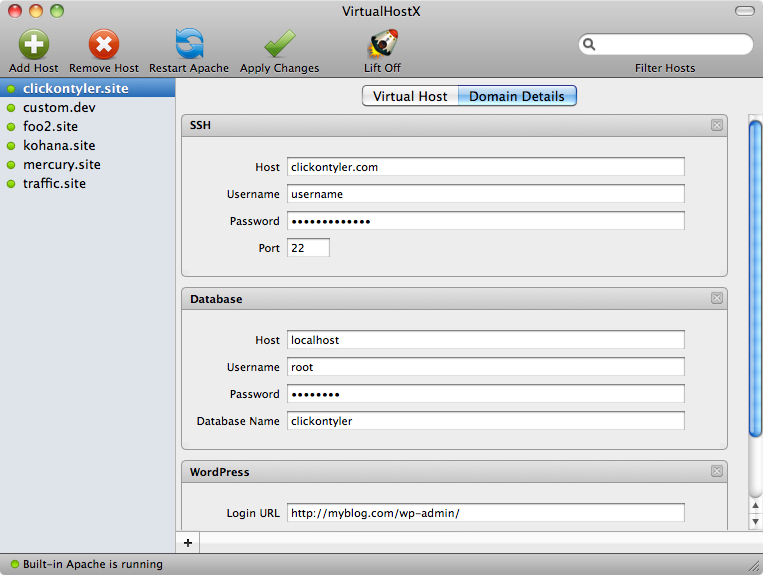 VirtualHostX
Add Host Remove Host Restart Apache Apply Changes Lift Off Filter Hosts
clickontyler.site
custom.dev
foo2.site
kohana.site
mercury.site
traffic.site
Virtual Host Domain Details
SSH
Host clickontyler.com
Username username
Password •••••••••••••
Port 22
Database
Host localhost
Username root
Password ••••••••
Database Name clickontyler
WordPress
Login URL http://myblog.com/wp-admin/
+
Built-in Apache is running